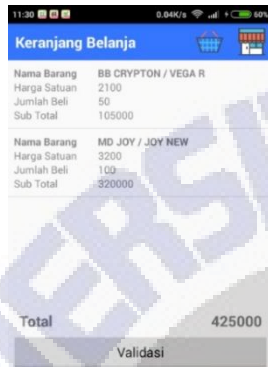 11:30 0.04K/s 60%
Keranjang Belanja
Nama Barang BB CRYPTON / VEGA R
Harga Satuan 2100
Jumlah Beli 50
Sub Total 105000
Nama Barang MD JOY / JOY NEW
Harga Satuan 3200
Jumlah Beli 100
Sub Total 320000
Total 425000
Validasi